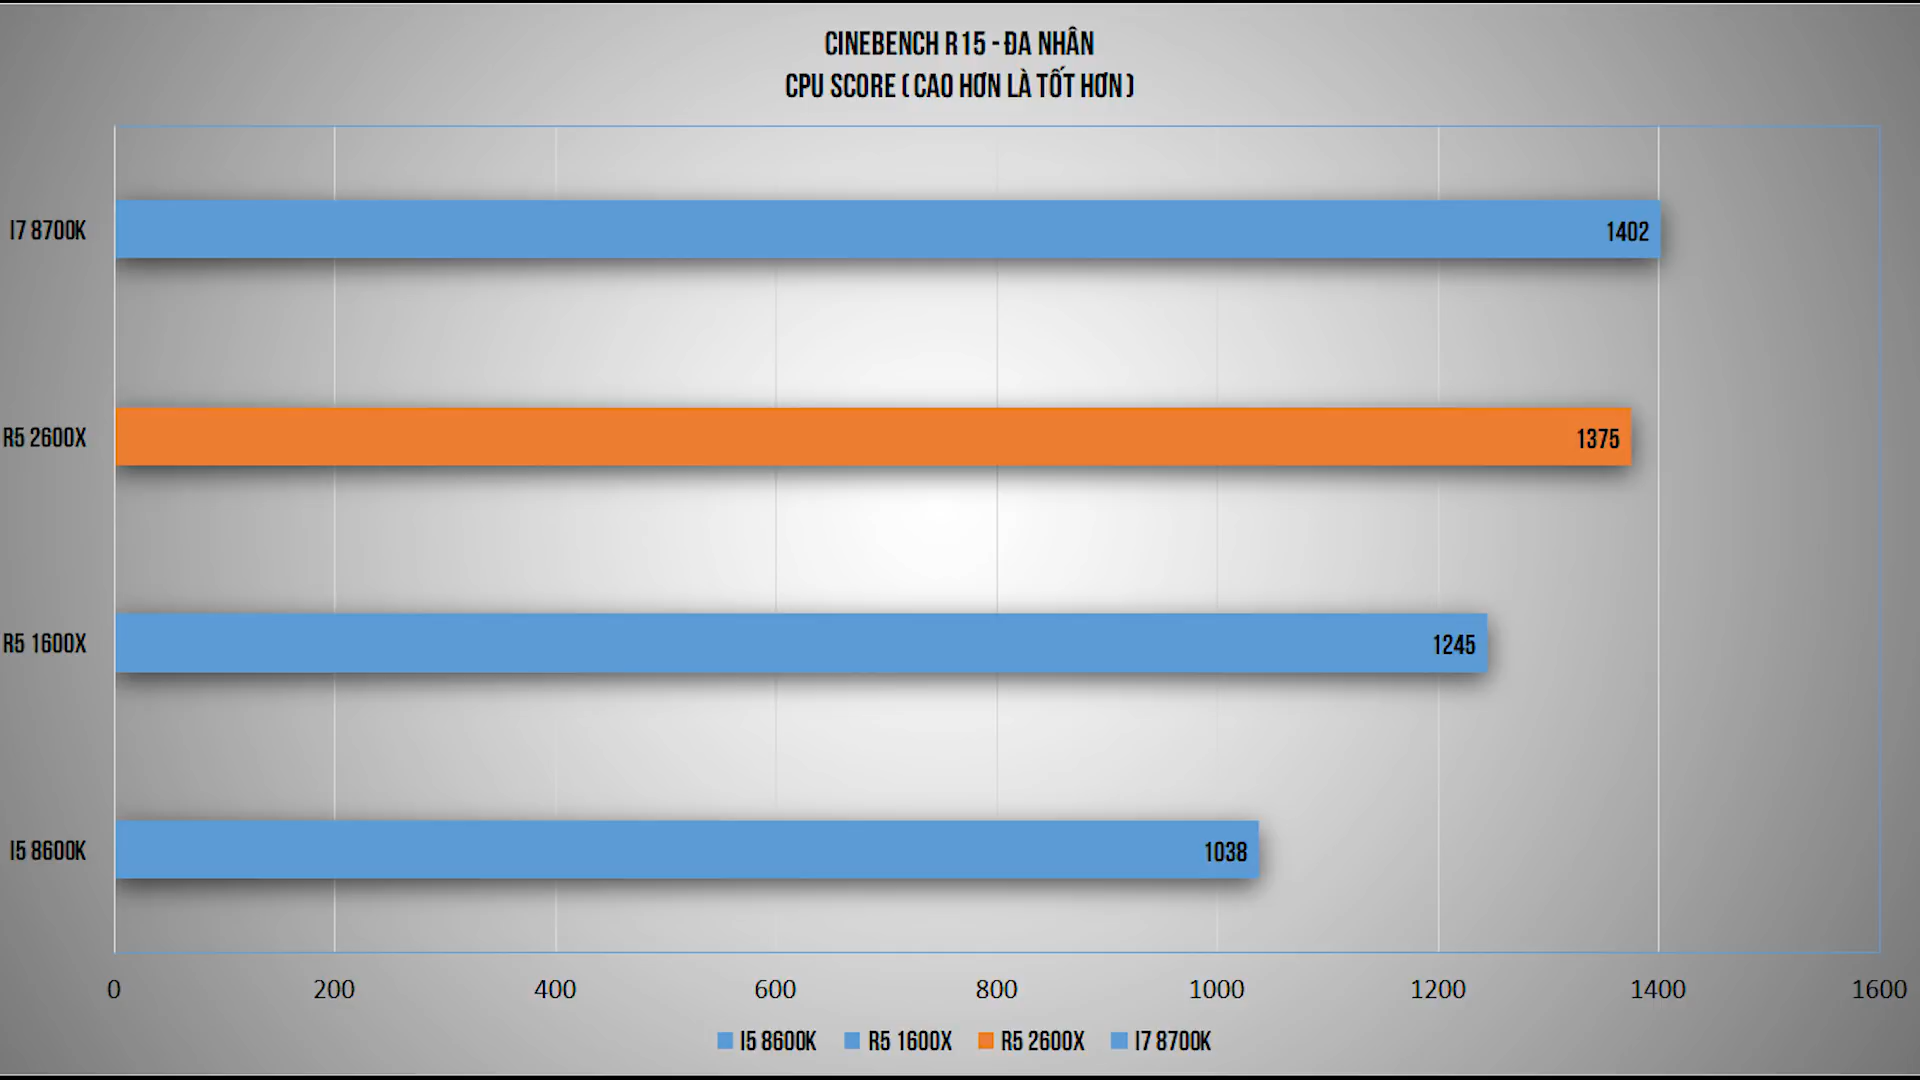 CINEBENCH R15 - ĐA NHÂN
CPU SCORE ( CAO HƠN LÀ TỐT HƠN )
I7 8700K
1402
R5 2600X
1375
R5 1600X
1245
I5 8600K
1038
0 200 400 600 800 1000 1200 1400 1600
I5 8600K R5 1600X R5 2600X I7 8700K